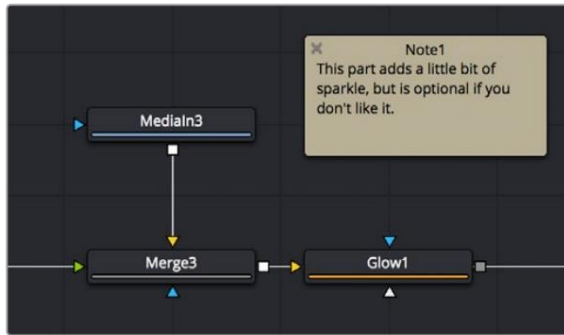 Note1
This part adds a little bit of
sparkle, but is optional if you
don't like it.
MediaIn3
Merge3
Glow1